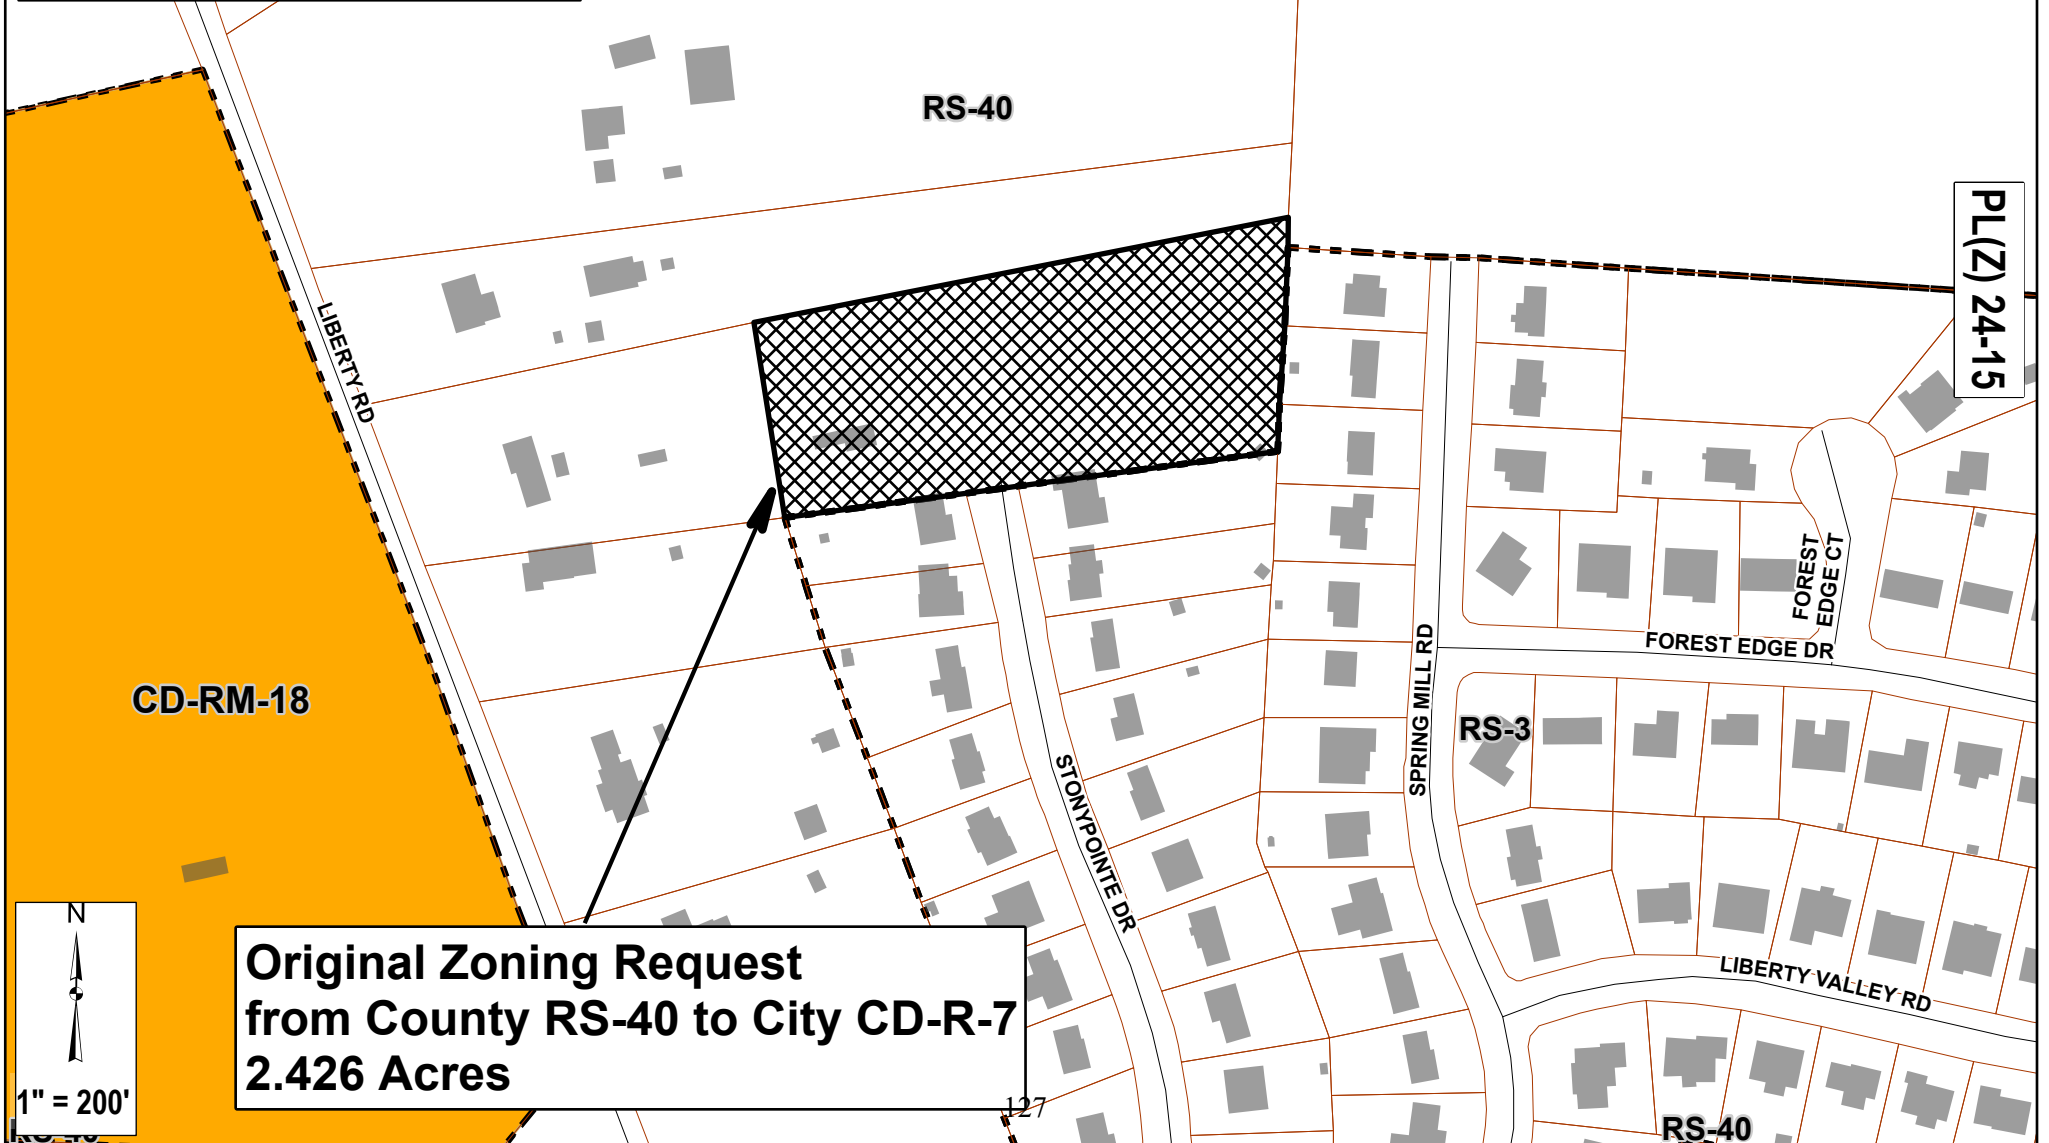 RS-40
PL(Z) 24-15
LIBERTY RD
FOREST
EDGE CT
FOREST EDGE DR
SPRING MILL RD
RS-3
CD-RM-18
STONYPOINTE DR
N
1" = 200'
Original Zoning Request
from County RS-40 to City CD-R-7
2.426 Acres
LIBERTY VALLEY RD
127
RS-40
RS-40